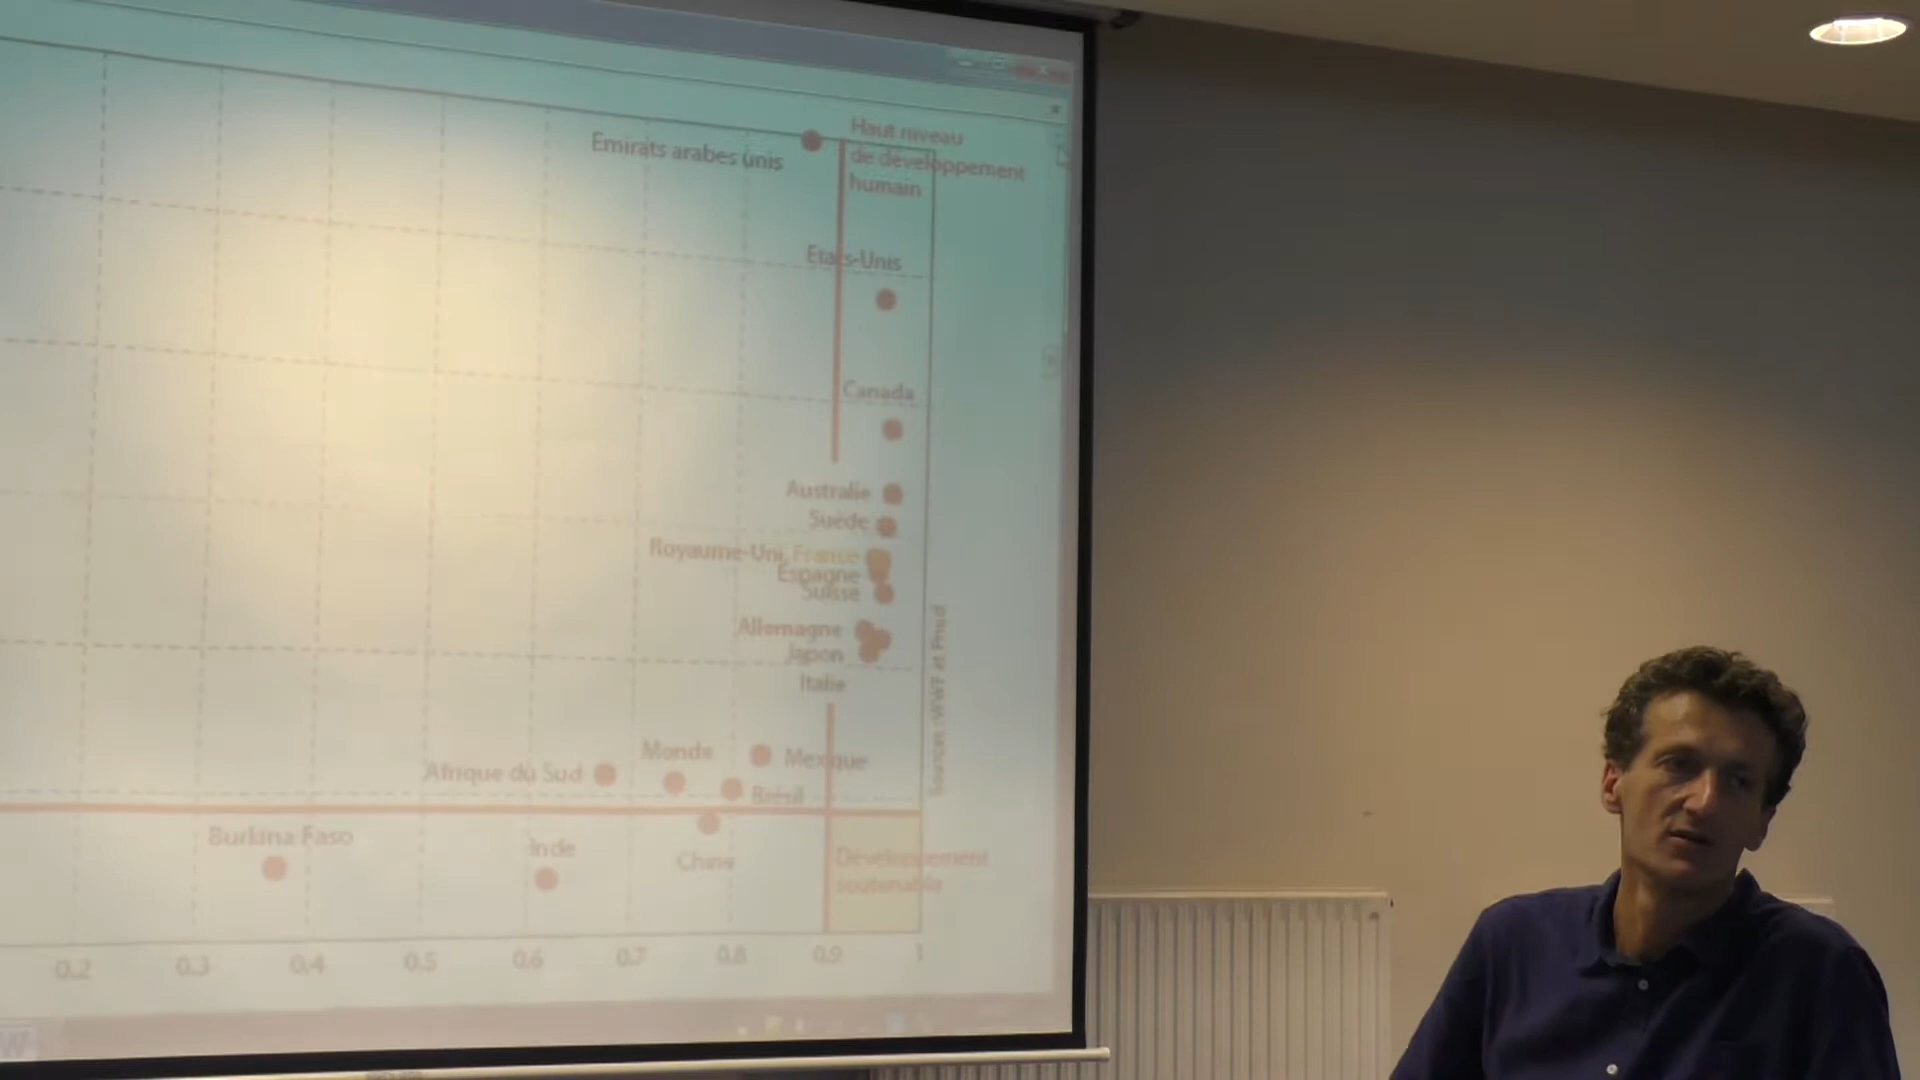 Haut niveau
de développement
humain
Emirats arabes unis
Etats-Unis
Canada
Australie
Suède
Royaume-Uni, France
Espagne
Suisse
Allemagne
Japon
Italie
Monde
Mexique
Afrique du Sud
Brésil
Burkina Faso
Inde
Chine
Développement
soutenable
0.2 0.3 0.4 0.5 0.6 0.7 0.8 0.9 1
Sources : WWF et Pnud
W